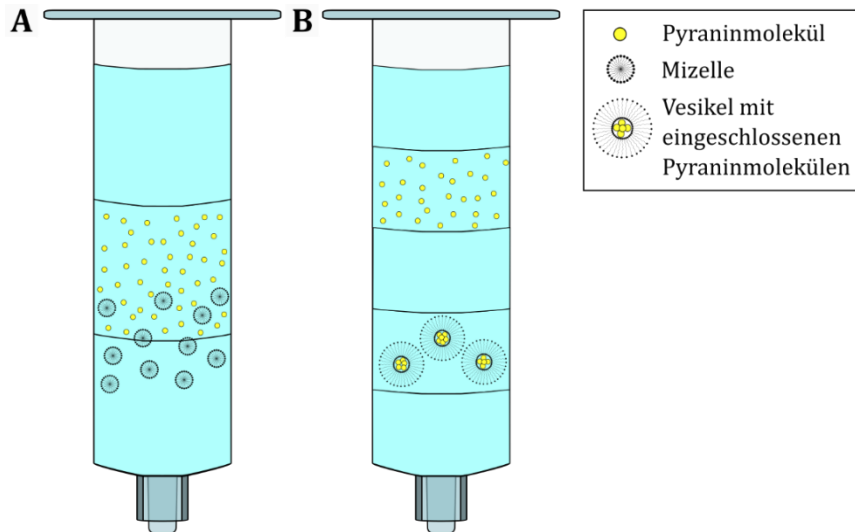 A
B
Pyraninmolekül
Mizelle
Vesikel mit
eingeschlossenen
Pyraninmolekülen